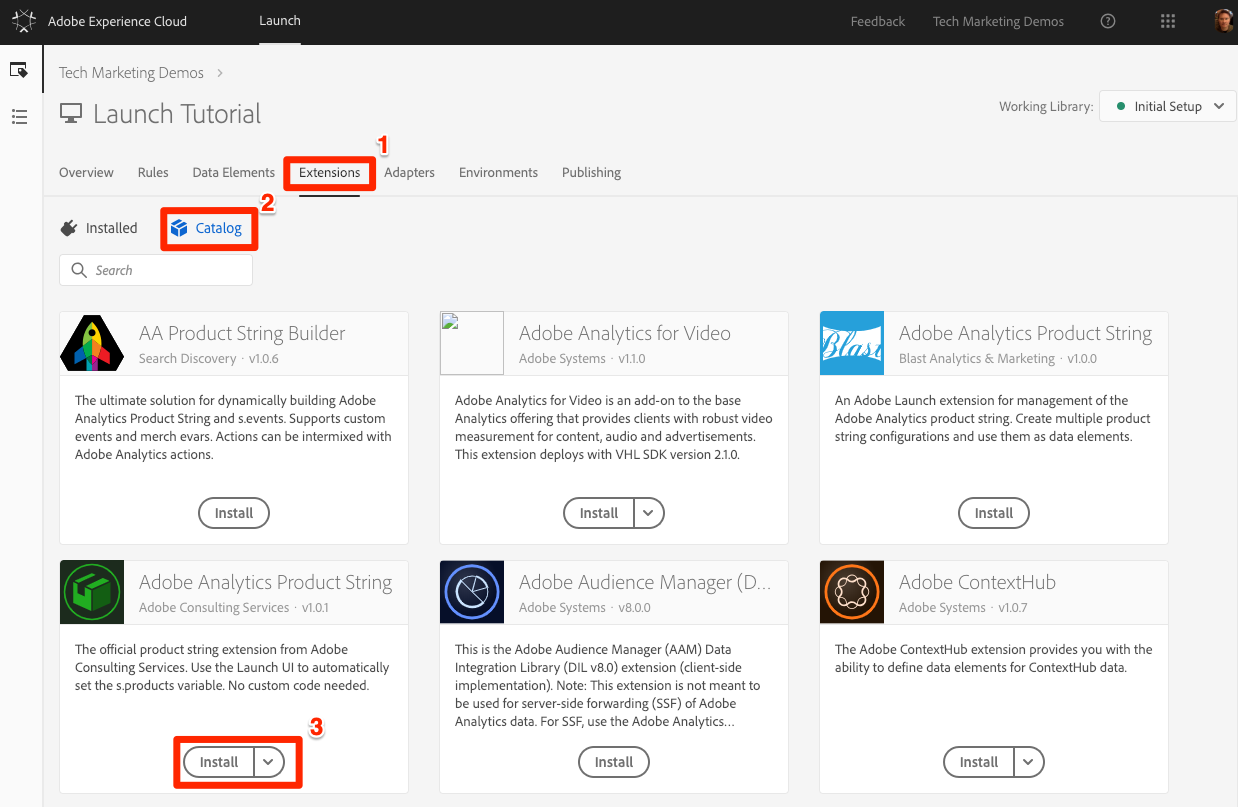 Adobe Experience Cloud
Launch
Feedback
Tech Marketing Demos
Tech Marketing Demos
Launch Tutorial
Working Library:
Initial Setup
1
Overview
Rules
Data Elements
Extensions
Adapters
Environments
Publishing
2
Installed
Catalog
Search
AA Product String Builder
Search Discovery · v1.0.6
The ultimate solution for dynamically building Adobe
Analytics Product String and s.events. Supports custom
events and merch evars. Actions can be intermixed with
Adobe Analytics actions.
Install
Adobe Analytics for Video
Adobe Systems · v1.1.0
Adobe Analytics for Video is an add-on to the base
Analytics offering that provides clients with robust video
measurement for content, audio and advertisements.
This extension deploys with VHL SDK version 2.1.0.
Install
Blast
Adobe Analytics Product String
Blast Analytics & Marketing · v1.0.0
An Adobe Launch extension for management of the
Adobe Analytics product string. Create multiple product
string configurations and use them as data elements.
Install
Adobe Analytics Product String
Adobe Consulting Services · v1.0.1
The official product string extension from Adobe
Consulting Services. Use the Launch UI to automatically
set the s.products variable. No custom code needed.
3
Install
Adobe Audience Manager (D...
Adobe Systems · v8.0.0
This is the Adobe Audience Manager (AAM) Data
Integration Library (DIL v8.0) extension (client-side
implementation). Note: This extension is not meant to
be used for server-side forwarding (SSF) of Adobe
Analytics data. For SSF, use the Adobe Analytics...
Install
Adobe ContextHub
Adobe Systems · v1.0.7
The Adobe ContextHub extension provides you with the
ability to define data elements for ContextHub data.
Install